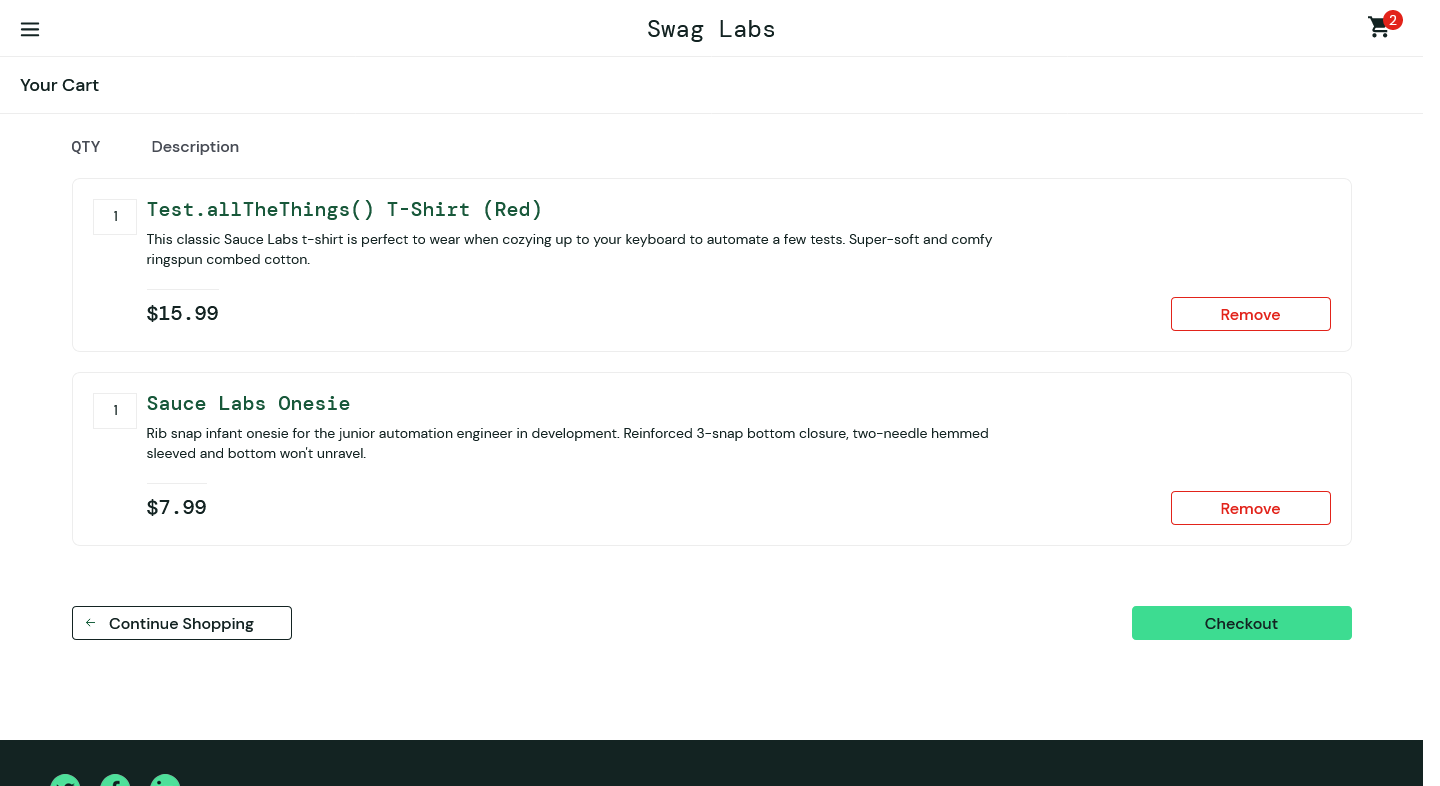 Swag Labs
2
Your Cart
QTY Description
1 Test.allTheThings() T-Shirt (Red)
This classic Sauce Labs t-shirt is perfect to wear when cozying up to your keyboard to automate a few tests. Super-soft and comfy
ringspun combed cotton.
$15.99
Remove
1 Sauce Labs Onesie
Rib snap infant onesie for the junior automation engineer in development. Reinforced 3-snap bottom closure, two-needle hemmed
sleeved and bottom won't unravel.
$7.99
Remove
Continue Shopping
Checkout